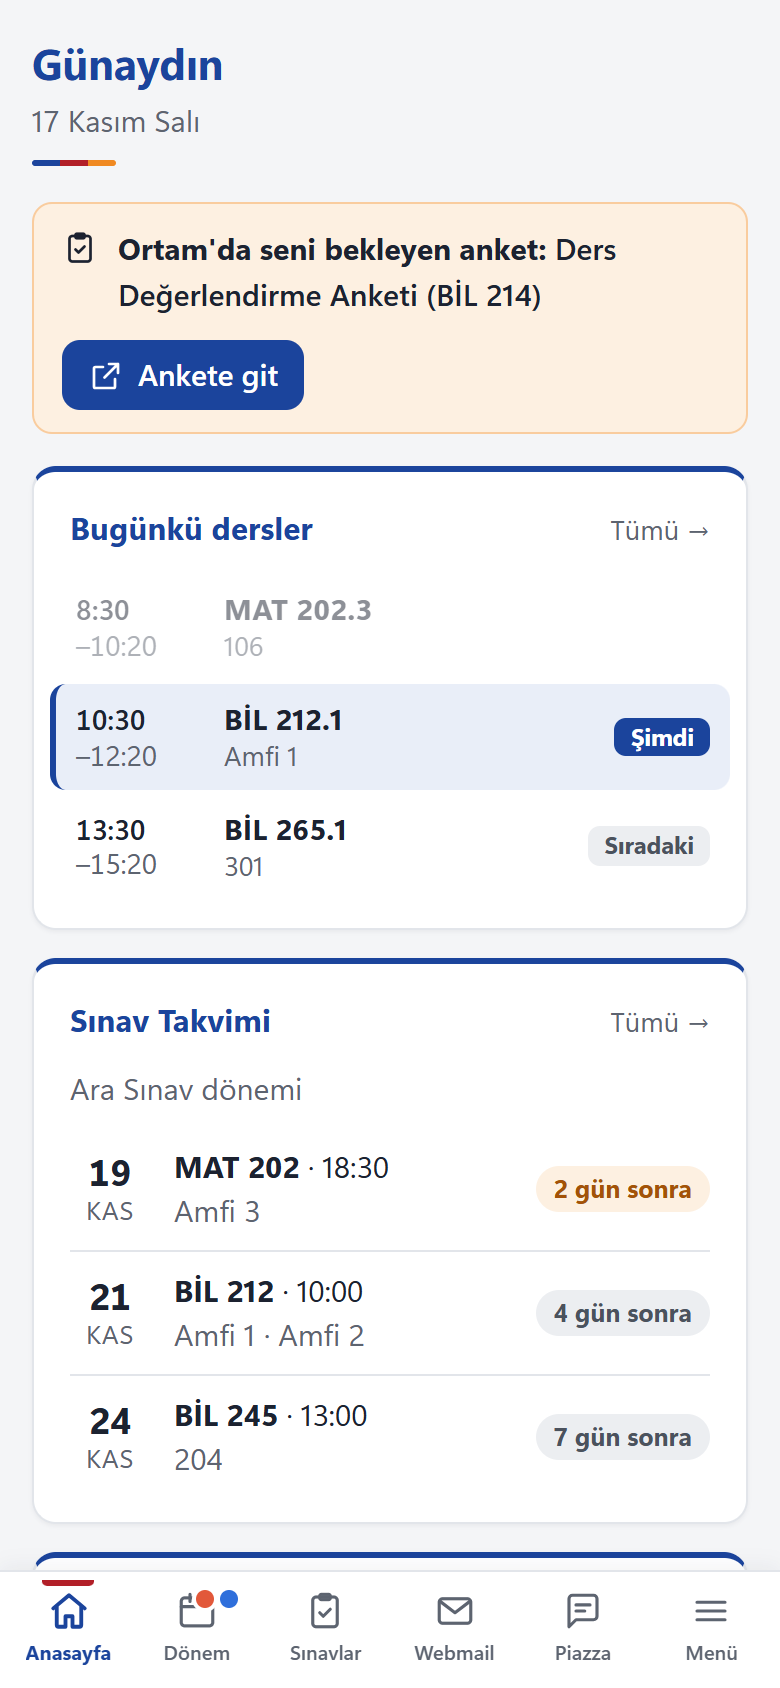 Günaydın
17 Kasım Salı
Ortam'da seni bekleyen anket: Ders
Değerlendirme Anketi (BİL 214)
Ankete git
Bugünkü dersler
Tümü →
8:30
–10:20
MAT 202.3
106
10:30
–12:20
BİL 212.1
Amfi 1
Şimdi
13:30
–15:20
BİL 265.1
301
Sıradaki
Sınav Takvimi
Tümü →
Ara Sınav dönemi
19
KAS
MAT 202 · 18:30
Amfi 3
2 gün sonra
21
KAS
BİL 212 · 10:00
Amfi 1 · Amfi 2
4 gün sonra
24
KAS
BİL 245 · 13:00
204
7 gün sonra
Anasayfa
Dönem
Sınavlar
Webmail
Piazza
Menü